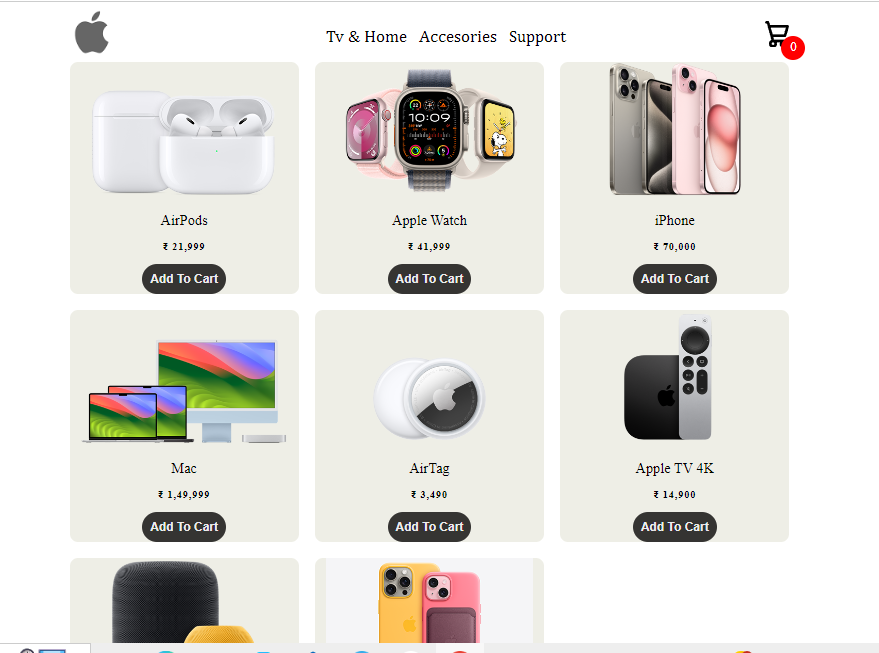 Tv & Home Accesories Support
0
10:09
AirPods Apple Watch iPhone
₹ 21,999 ₹ 41,999 ₹ 70,000
Add To Cart Add To Cart Add To Cart
Mac AirTag Apple TV 4K
₹ 1,49,999 ₹ 3,490 ₹ 14,900
Add To Cart Add To Cart Add To Cart